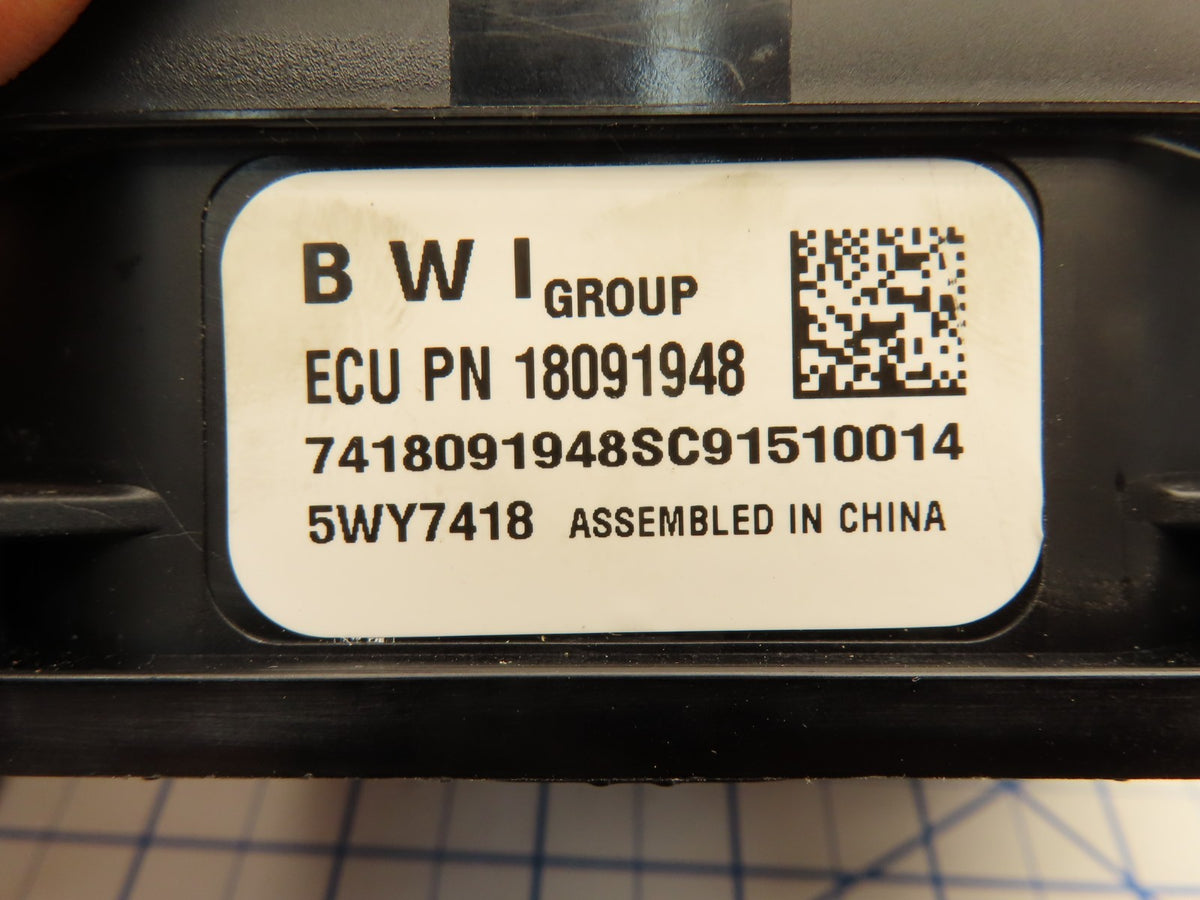 B W I GROUP
ECU PN 18091948
7418091948SC91510014
5WY7418 ASSEMBLED IN CHINA